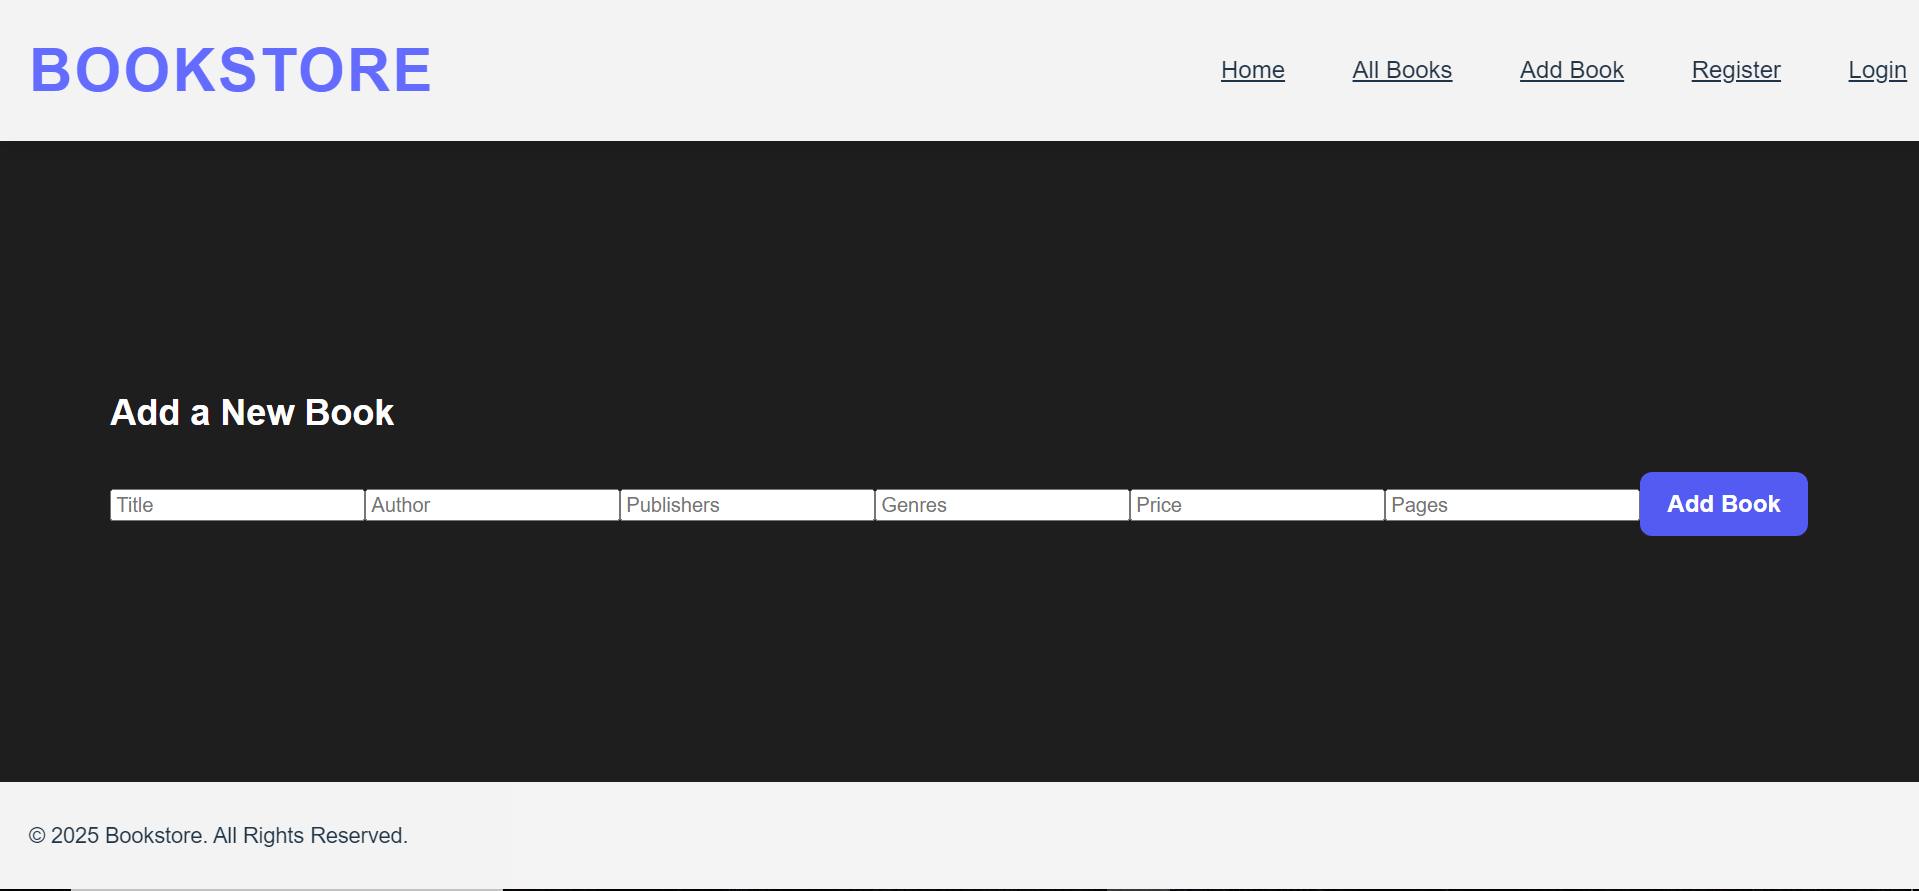 BOOKSTORE
Home All Books Add Book Register Login
Add a New Book
Title Author Publishers Genres Price Pages Add Book
© 2025 Bookstore. All Rights Reserved.